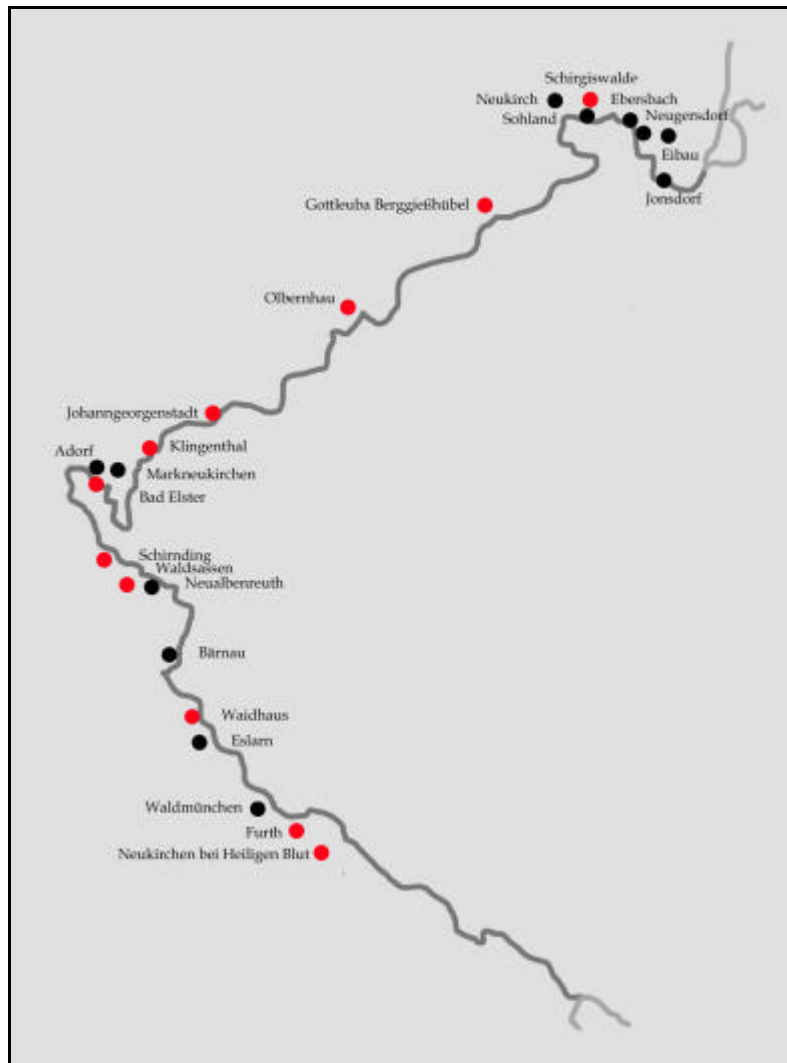 Schirgiswalde
Neukirch
Ebersbach
Sohland
Neugersdorf
Eibau
Jonsdorf
Gottleuba Berggießhübel
Olbernhau
Johanngeorgenstadt
Klingenthal
Adorf
Markneukirchen
Bad Elster
Schirnding
Waldsassen
Neualbenreuth
Bärnau
Waidhaus
Eslarn
Waldmünchen
Furth
Neukirchen bei Heiligen Blut